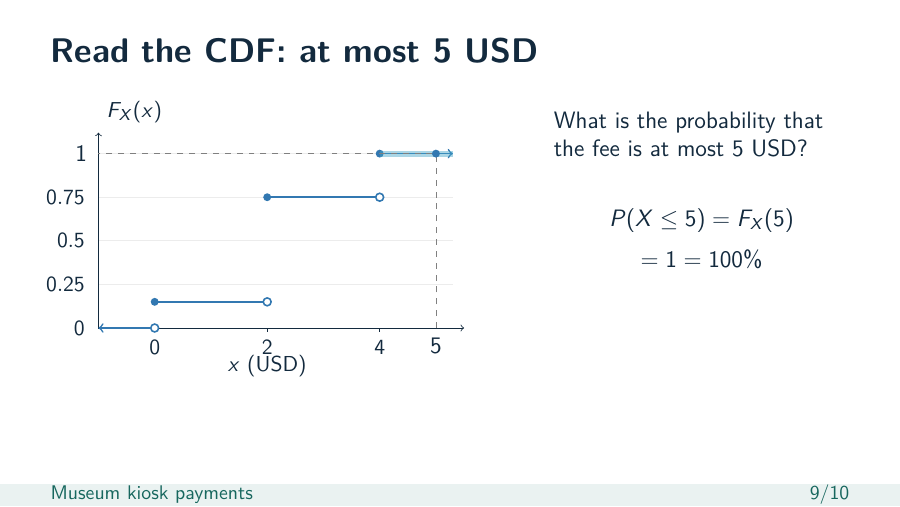 Read the CDF: at most 5 USD
F_X(x)
1
0.75
0.5
0.25
0
0 2 4 5
x (USD)
What is the probability that
the fee is at most 5 USD?
P(X ≤ 5) = F_X(5)
= 1 = 100%
Museum kiosk payments
9/10